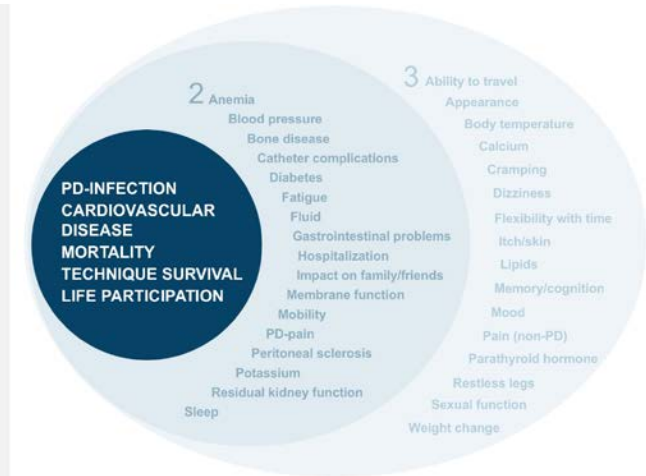 PD-INFECTION
CARDIOVASCULAR
DISEASE
MORTALITY
TECHNIQUE SURVIVAL
LIFE PARTICIPATION
2 Anemia
Blood pressure
Bone disease
Catheter complications
Diabetes
Fatigue
Fluid
Gastrointestinal problems
Hospitalization
Impact on family/friends
Membrane function
Mobility
PD-pain
Peritoneal sclerosis
Potassium
Residual kidney function
Sleep
3 Ability to travel
Appearance
Body temperature
Calcium
Cramping
Dizziness
Flexibility with time
Itch/skin
Lipids
Memory/cognition
Mood
Pain (non-PD)
Parathyroid hormone
Restless legs
Sexual function
Weight change